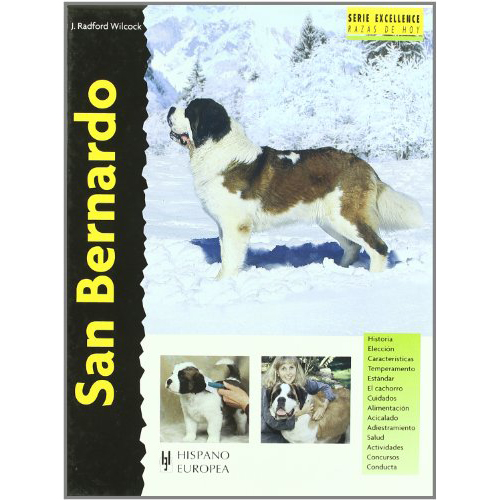 J. Radford Wilcock
SERIE EXCELLENCE
RAZAS DE HOY
San Bernardo
Historia
Elección
Características
Temperamento
Estándar
El cachorro
Cuidados
Alimentación
Acicalado
Adiestramiento
Salud
Actividades
Concursos
Conducta
HISPANO
EUROPEA